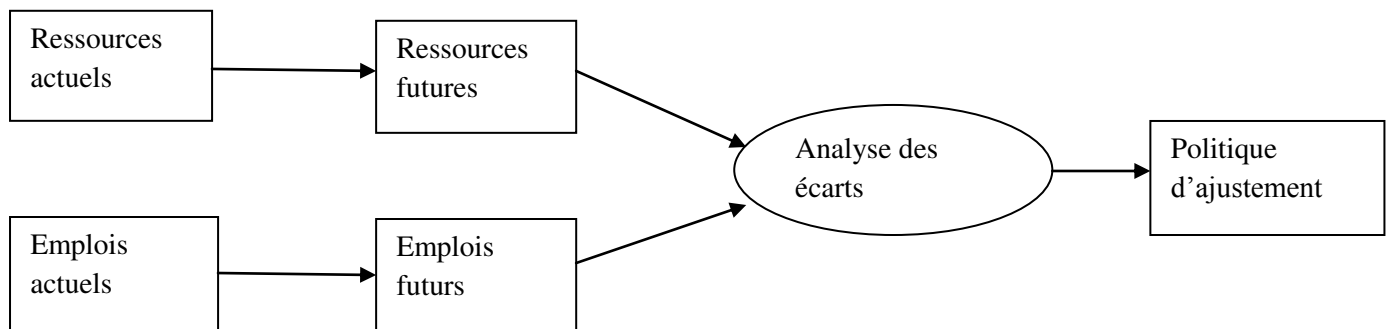 Ressources
actuels
Ressources
futures
Analyse des
écarts
Politique
d’ajustement
Emplois
actuels
Emplois
futurs